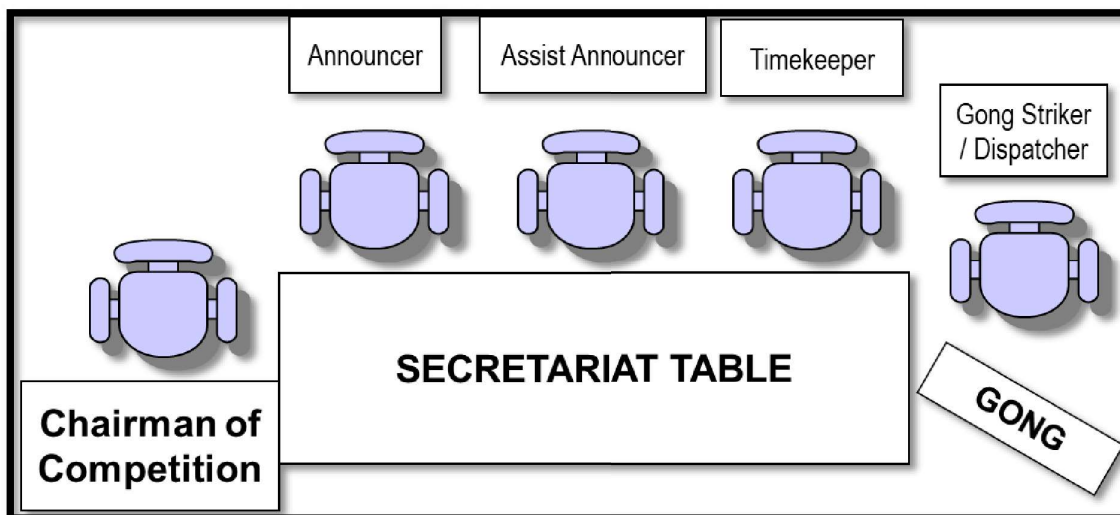 Announcer
Assist Announcer
Timekeeper
Gong Striker
/ Dispatcher
SECRETARIAT TABLE
Chairman of
Competition
GONG